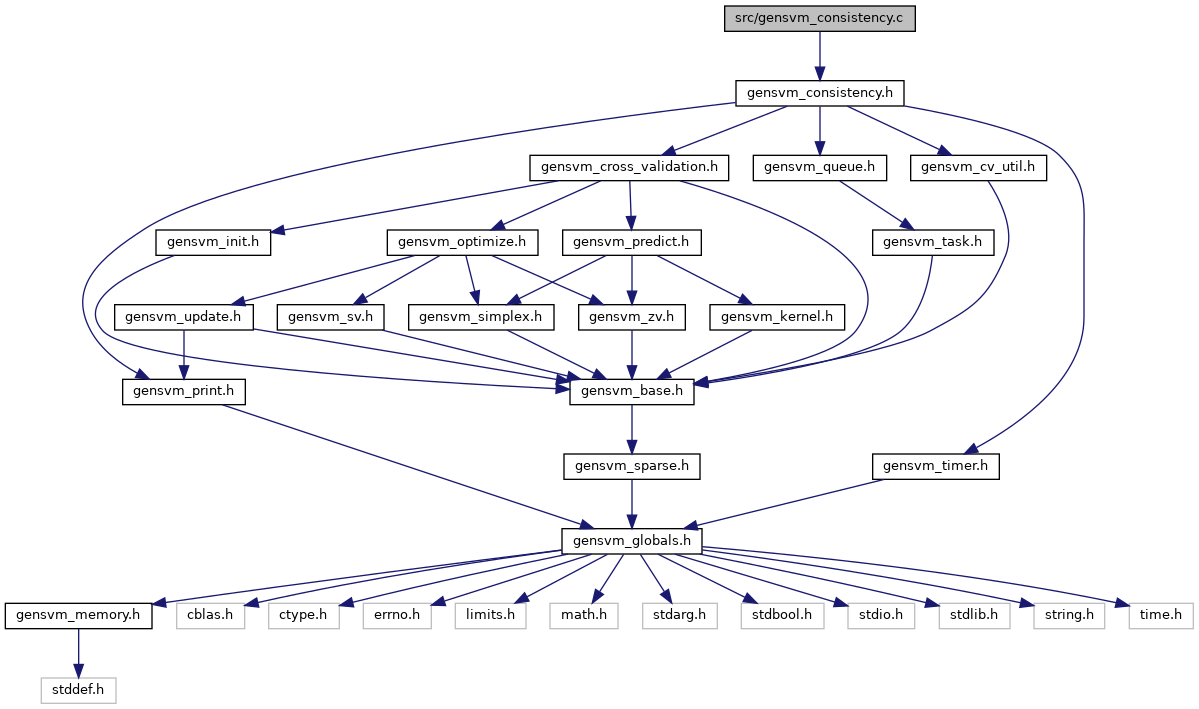 src/gensvm_consistency.c
gensvm_consistency.h
gensvm_cross_validation.h
gensvm_queue.h
gensvm_cv_util.h
gensvm_init.h
gensvm_optimize.h
gensvm_predict.h
gensvm_task.h
gensvm_update.h
gensvm_sv.h
gensvm_simplex.h
gensvm_zv.h
gensvm_kernel.h
gensvm_print.h
gensvm_base.h
gensvm_sparse.h
gensvm_timer.h
gensvm_globals.h
gensvm_memory.h
cblas.h
ctype.h
errno.h
limits.h
math.h
stdarg.h
stdbool.h
stdio.h
stdlib.h
string.h
time.h
stddef.h